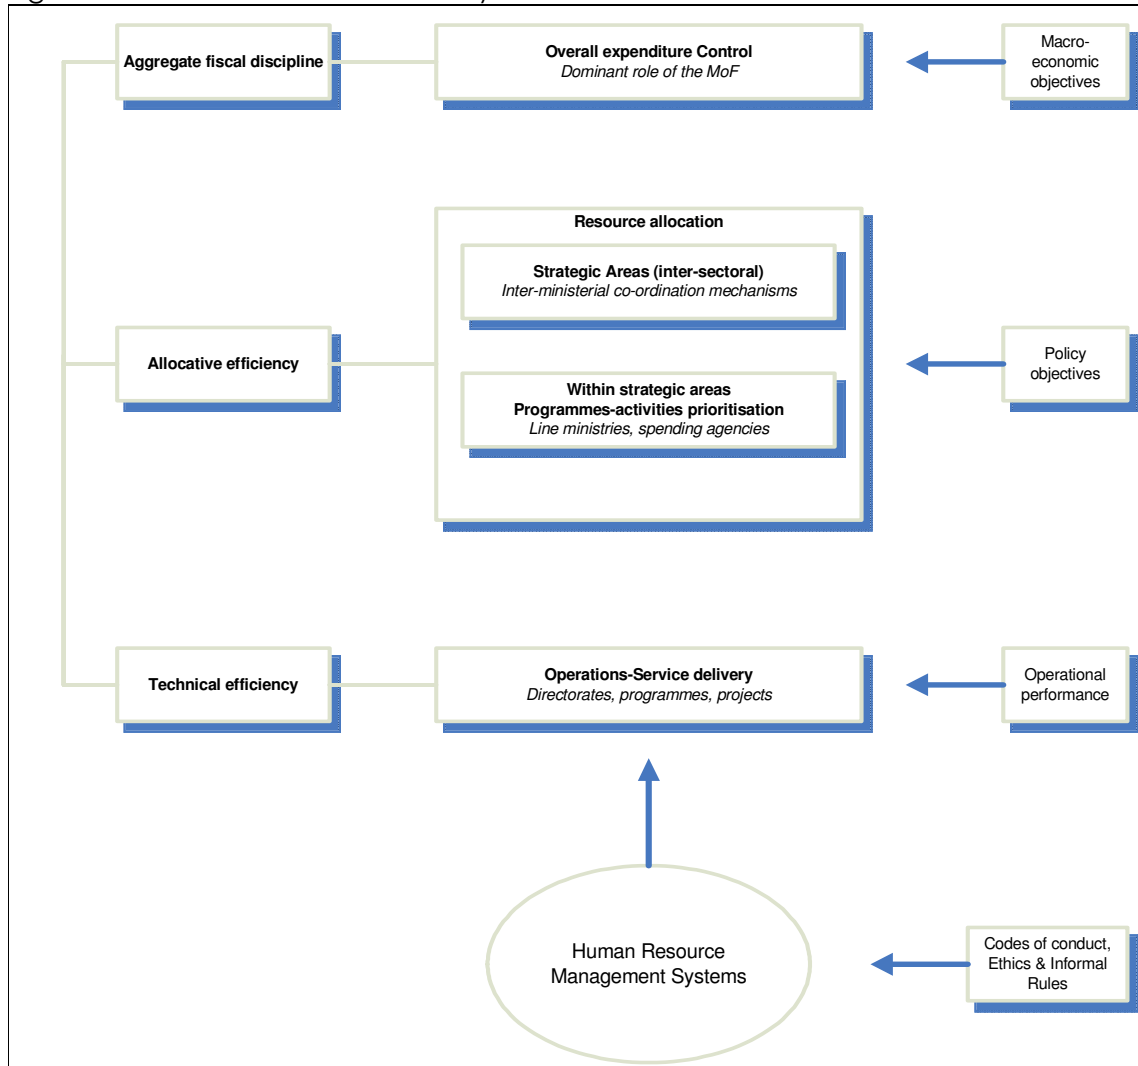 Aggregate fiscal discipline
Overall expenditure Control
Dominant role of the MoF
Macro-
economic
objectives
Resource allocation
Strategic Areas (inter-sectoral)
Inter-ministerial co-ordination mechanisms
Allocative efficiency
Within strategic areas
Programmes-activities prioritisation
Line ministries, spending agencies
Policy
objectives
Technical efficiency
Operations-Service delivery
Directorates, programmes, projects
Operational
performance
Human Resource
Management Systems
Codes of conduct,
Ethics & Informal
Rules